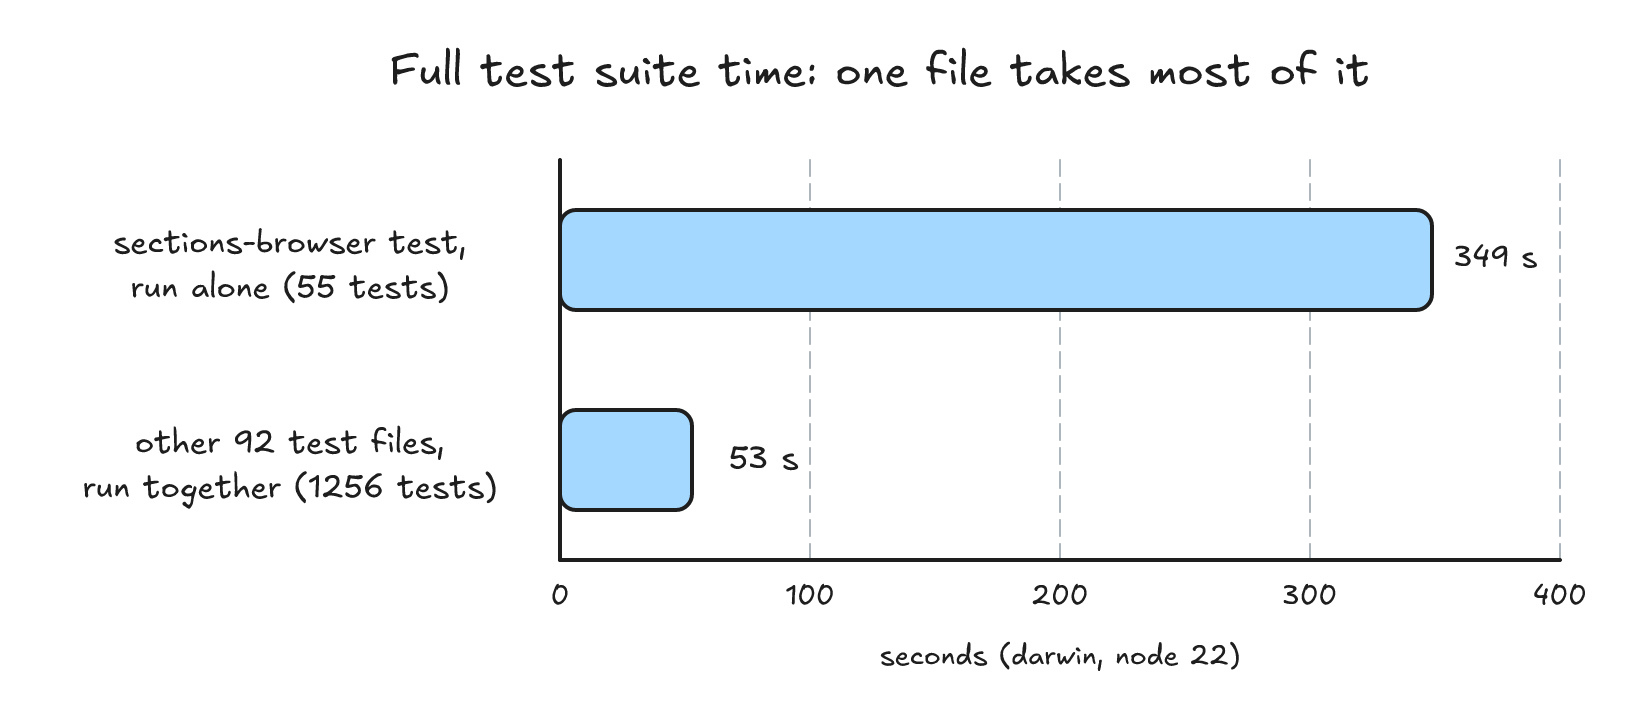 Full test suite time: one file takes most of it
sections-browser test,
run alone (55 tests)
349 s
other 92 test files,
run together (1256 tests)
53 s
0
100
200
300
400
seconds (darwin, node 22)